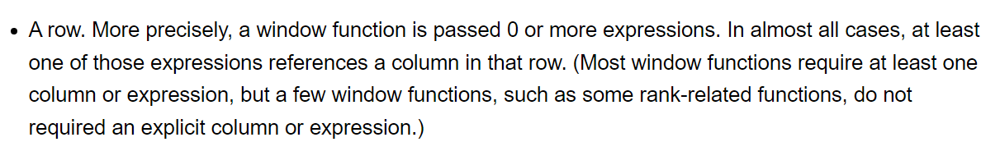 • A row. More precisely, a window function is passed 0 or more expressions. In almost all cases, at least
one of those expressions references a column in that row. (Most window functions require at least one
column or expression, but a few window functions, such as some rank-related functions, do not
required an explicit column or expression.)